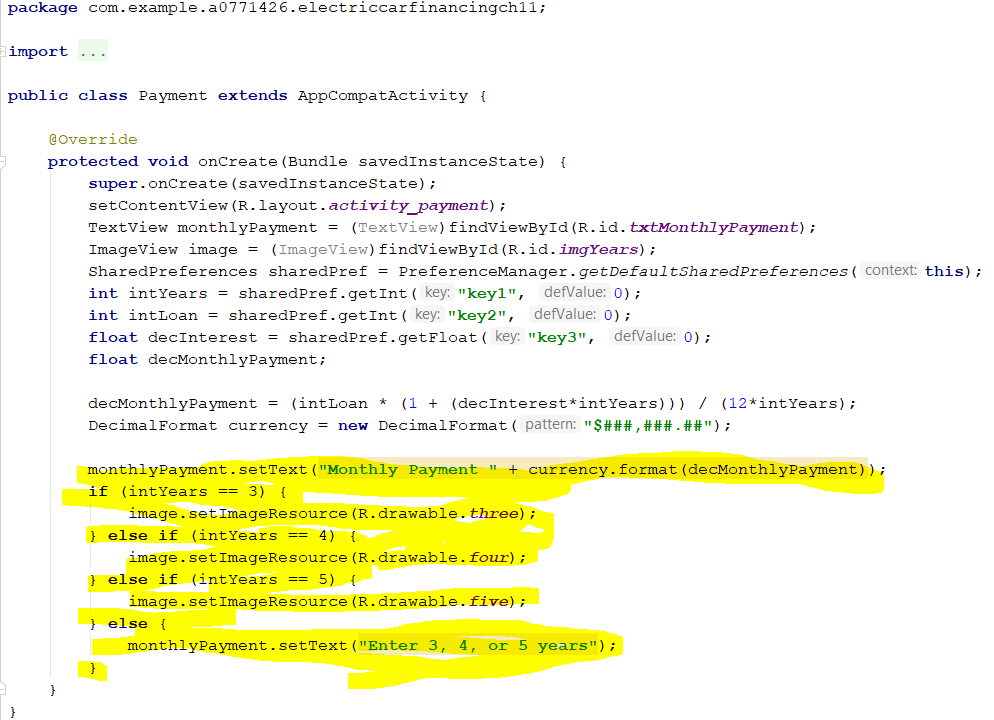 package com.example.a0771426.electriccarfinancingch11;
import ...
public class Payment extends AppCompatActivity {
@Override
protected void onCreate(Bundle savedInstanceState) {
super.onCreate(savedInstanceState);
setContentView(R.layout.activity_payment);
TextView monthlyPayment = (TextView)findViewById(R.id.txtMonthlyPayment);
ImageView image = (ImageView)findViewById(R.id.imgYears);
SharedPreferences sharedPref = PreferenceManager.getDefaultSharedPreferences( context: this);
int intYears = sharedPref.getInt( key: "key1", defValue: 0);
int intLoan = sharedPref.getInt( key: "key2", defValue: 0);
float decInterest = sharedPref.getFloat( key: "key3", defValue: 0);
float decMonthlyPayment;
decMonthlyPayment = (intLoan * (1 + (decInterest*intYears))) / (12*intYears);
DecimalFormat currency = new DecimalFormat( pattern: "$###,###.##");
monthlyPayment.setText("Monthly Payment " + currency.format(decMonthlyPayment));
if (intYears == 3) {
image.setImageResource(R.drawable.three);
} else if (intYears == 4) {
image.setImageResource(R.drawable.four);
} else if (intYears == 5) {
image.setImageResource(R.drawable.five);
} else {
monthlyPayment.setText("Enter 3, 4, or 5 years");
}
}
}